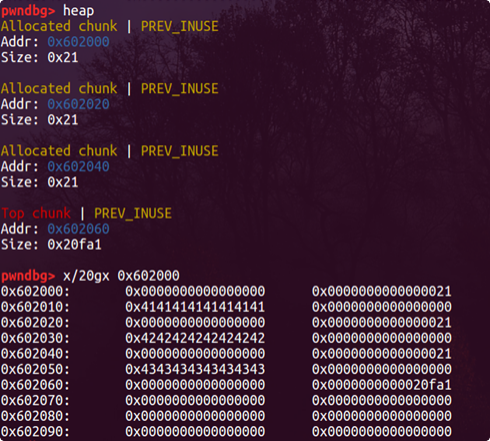 pwndbg> heap
Allocated chunk | PREV_INUSE
Addr: 0x602000
Size: 0x21
Allocated chunk | PREV_INUSE
Addr: 0x602020
Size: 0x21
Allocated chunk | PREV_INUSE
Addr: 0x602040
Size: 0x21
Top chunk | PREV_INUSE
Addr: 0x602060
Size: 0x20fa1
pwndbg> x/20gx 0x602000
0x602000: 0x0000000000000000 0x0000000000000021
0x602010: 0x4141414141414141 0x0000000000000000
0x602020: 0x0000000000000000 0x0000000000000021
0x602030: 0x4242424242424242 0x0000000000000000
0x602040: 0x0000000000000000 0x0000000000000021
0x602050: 0x4343434343434343 0x0000000000000000
0x602060: 0x0000000000000000 0x0000000000020fa1
0x602070: 0x0000000000000000 0x0000000000000000
0x602080: 0x0000000000000000 0x0000000000000000
0x602090: 0x0000000000000000 0x0000000000000000